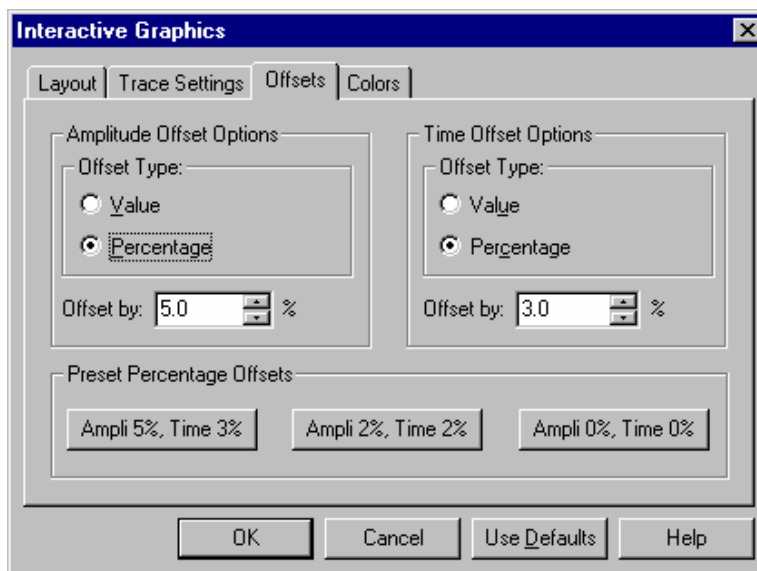 Interactive Graphics
Layout Trace Settings Offsets Colors
Amplitude Offset Options
Offset Type:
Value
Percentage
Offset by: 5.0 %
Time Offset Options
Offset Type:
Value
Percentage
Offset by: 3.0 %
Preset Percentage Offsets
Ampli 5%, Time 3% Ampli 2%, Time 2% Ampli 0%, Time 0%
OK Cancel Use Defaults Help